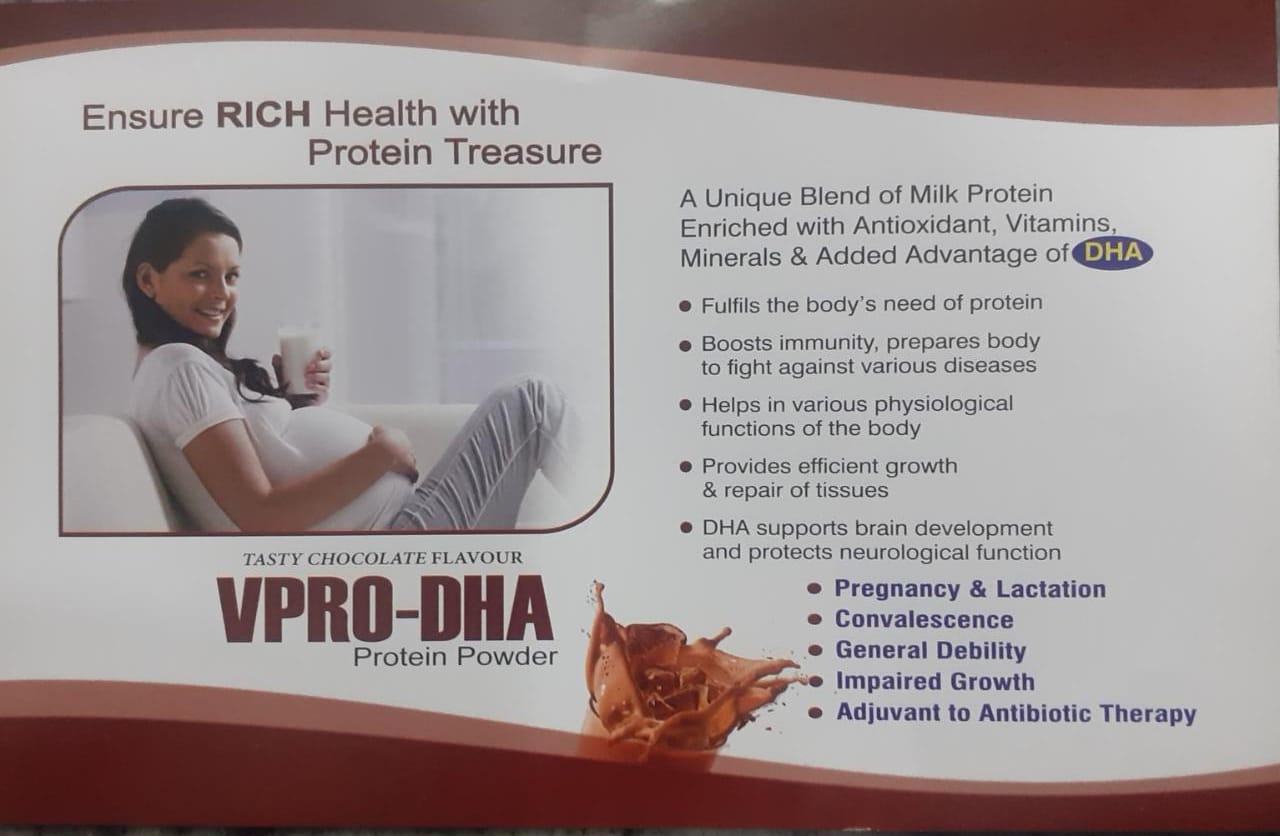 Ensure RICH Health with
Protein Treasure
A Unique Blend of Milk Protein
Enriched with Antioxidant, Vitamins,
Minerals & Added Advantage of DHA
• Fulfils the body's need of protein
• Boosts immunity, prepares body
to fight against various diseases
• Helps in various physiological
functions of the body
• Provides efficient growth
& repair of tissues
• DHA supports brain development
and protects neurological function
TASTY CHOCOLATE FLAVOUR
VPRO-DHA
Protein Powder
• Pregnancy & Lactation
• Convalescence
• General Debility
• Impaired Growth
• Adjuvant to Antibiotic Therapy